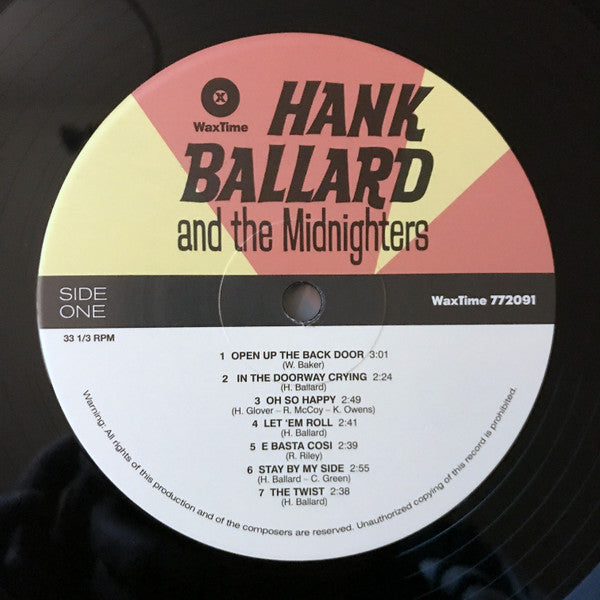 WaxTime
HANK
BALLARD
and the Midnighters
SIDE
ONE
WaxTime 772091
33 1/3 RPM
1 OPEN UP THE BACK DOOR 3:01
(W. Baker)
2 IN THE DOORWAY CRYING 2:24
(H. Ballard)
3 OH SO HAPPY 2:49
(H. Glover – R. McCoy – K. Owens)
4 LET 'EM ROLL 2:41
(H. Ballard)
5 E BASTA COSI 2:39
(R. Riley)
6 STAY BY MY SIDE 2:55
(H. Ballard – C. Green)
7 THE TWIST 2:38
(H. Ballard)
Warning: All rights of this production and of the composers are reserved. Unauthorized copying of this record is prohibited.